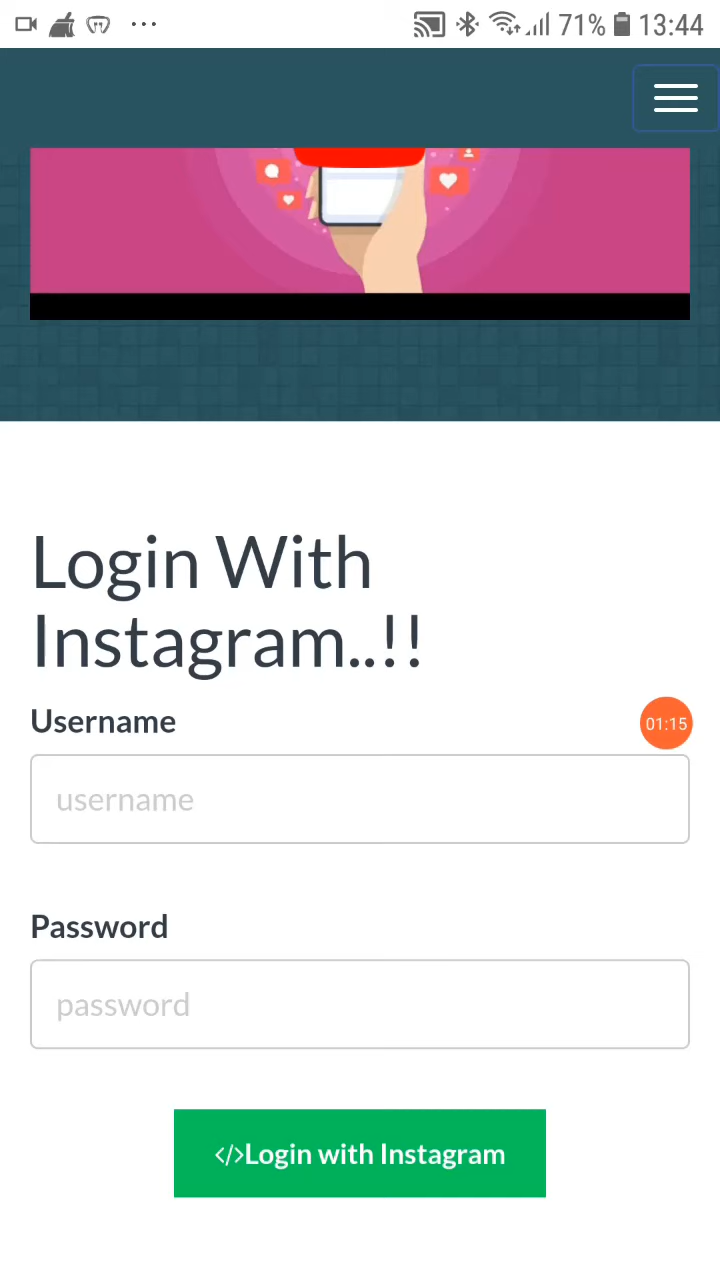 71% 13:44
Login With
Instagram..!!
Username
01:15
username
Password
password
</>Login with Instagram